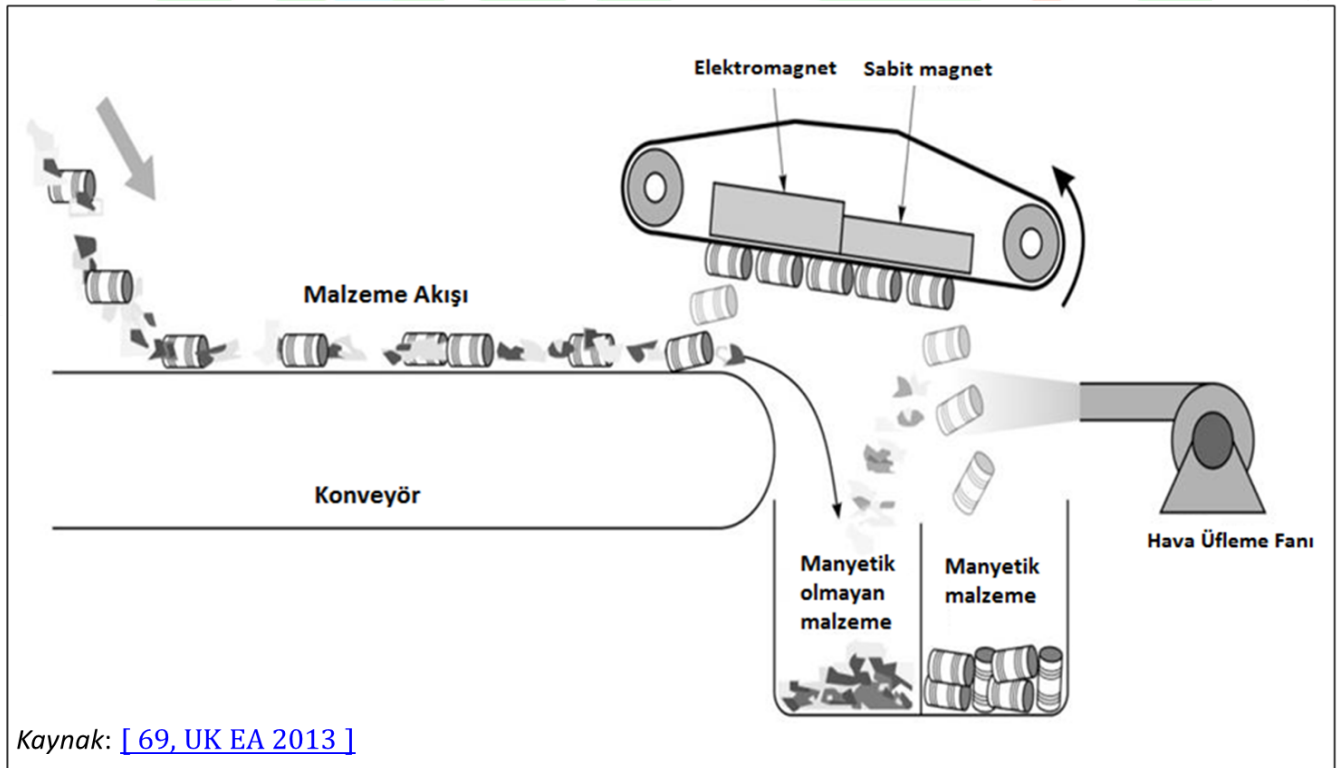 Elektromagnet
Sabit magnet
Malzeme Akışı
Konveyör
Hava Üfleme Fanı
Manyetik
olmayan
malzeme
Manyetik
malzeme
Kaynak: [ 69, UK EA 2013 ]